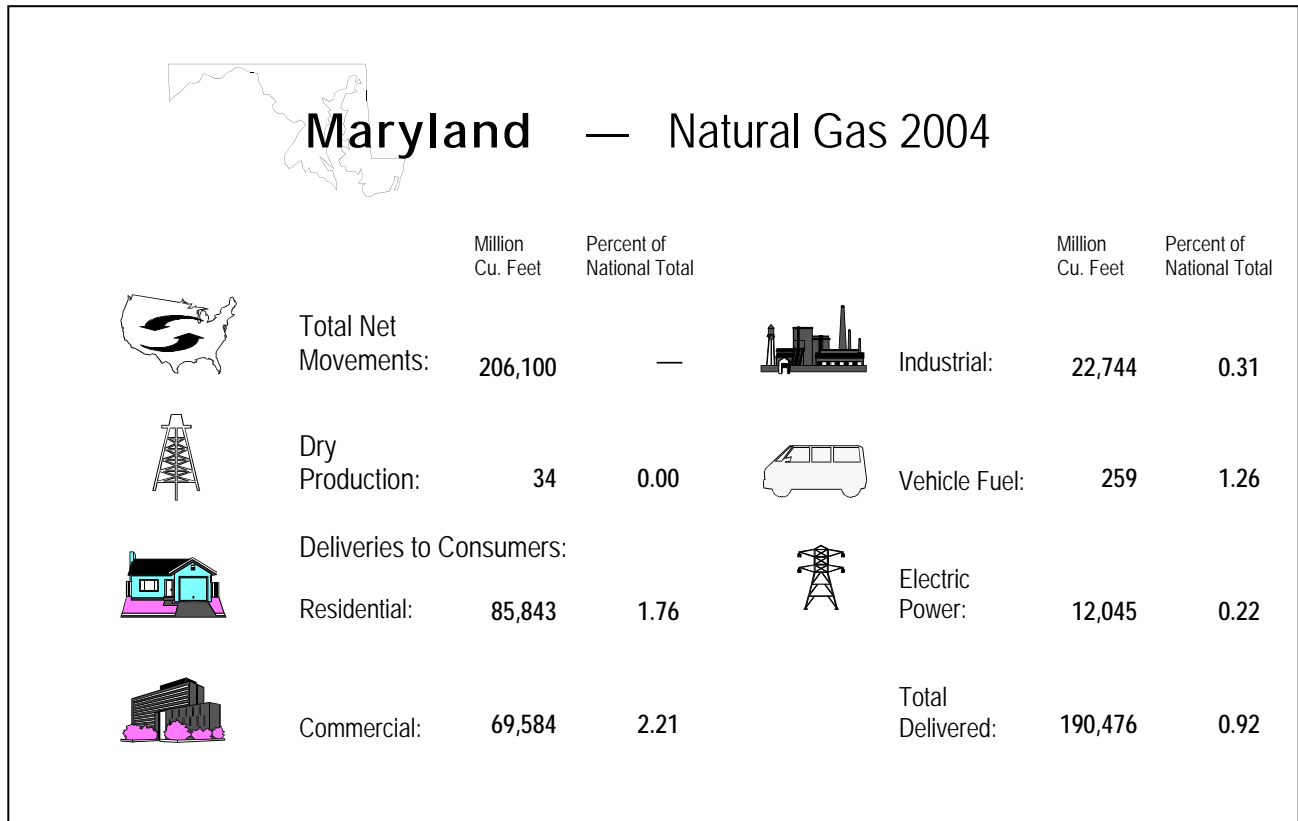 Maryland — Natural Gas 2004
Million Cu. Feet
Percent of National Total
Total Net Movements: 206,100 —
Dry Production: 34 0.00
Deliveries to Consumers:
Residential: 85,843 1.76
Commercial: 69,584 2.21
Million Cu. Feet
Percent of National Total
Industrial: 22,744 0.31
Vehicle Fuel: 259 1.26
Electric Power: 12,045 0.22
Total Delivered: 190,476 0.92